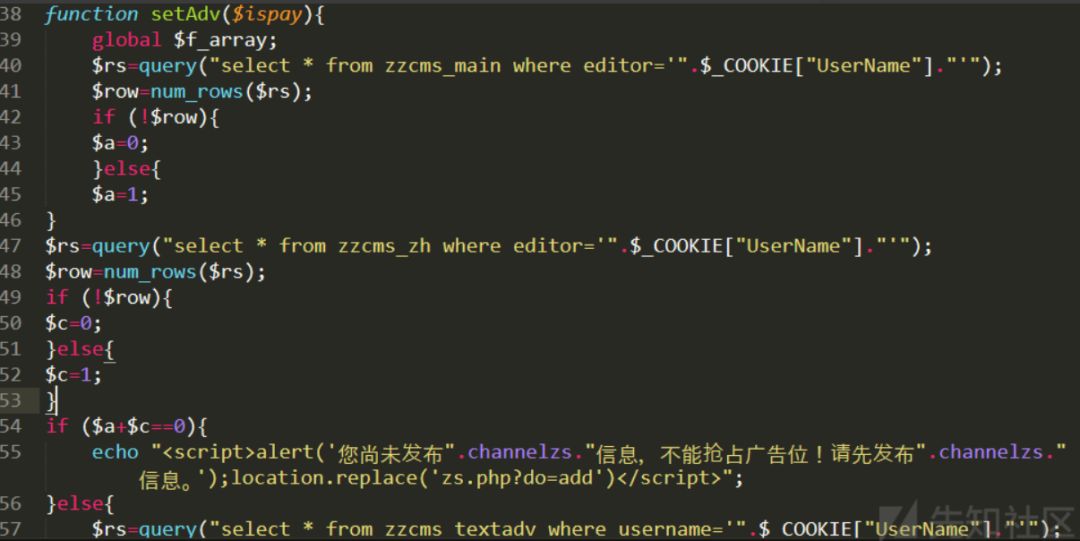 38 function setAdv($ispay){
39 global $f_array;
40 $rs=query("select * from zzcms_main where editor='".$_COOKIE["UserName"]."'");
41 $row=num_rows($rs);
42 if (!$row){
43 $a=0;
44 }else{
45 $a=1;
46 }
47 $rs=query("select * from zzcms_zh where editor='".$_COOKIE["UserName"]."'");
48 $row=num_rows($rs);
49 if (!$row){
50 $c=0;
51 }else{
52 $c=1;
53 }
54 if ($a+$c==0){
55 echo "<script>alert('您尚未发布".channelzs."信息，不能抢占广告位！请先发布".channelzs."
信息。');location.replace('zs.php?do=add')</script>";
56 }else{
57 $rs=query("select * from zzcms_textadv where username='".$_COOKIE["UserName"]."'");
先知社区